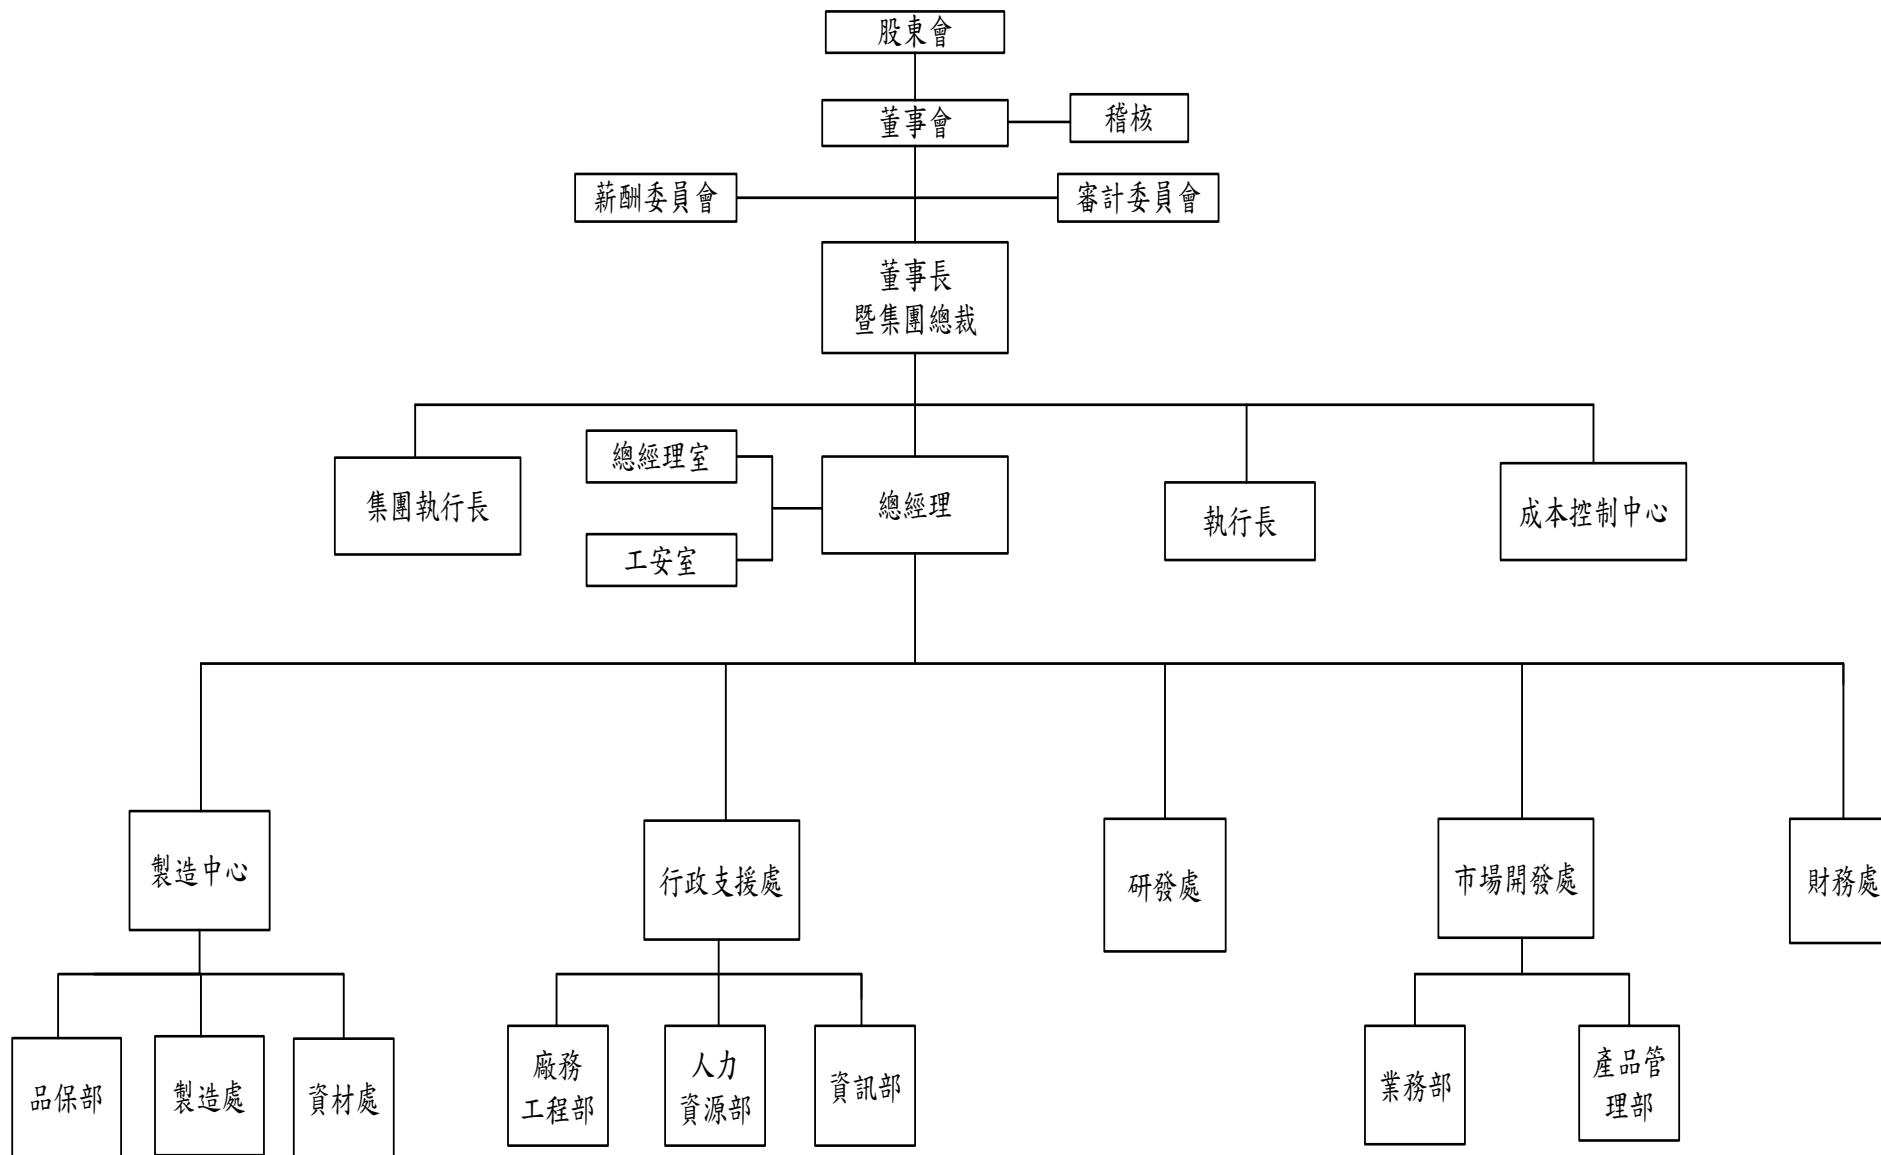 股東會
董事會
稽核
薪酬委員會
審計委員會
董事長
暨集團總裁
總經理室
集團執行長
總經理
執行長
成本控制中心
工安室
製造中心
行政支援處
研發處
市場開發處
財務處
品保部
製造處
資材處
廠務
工程部
人力
資源部
資訊部
業務部
產品管
理部